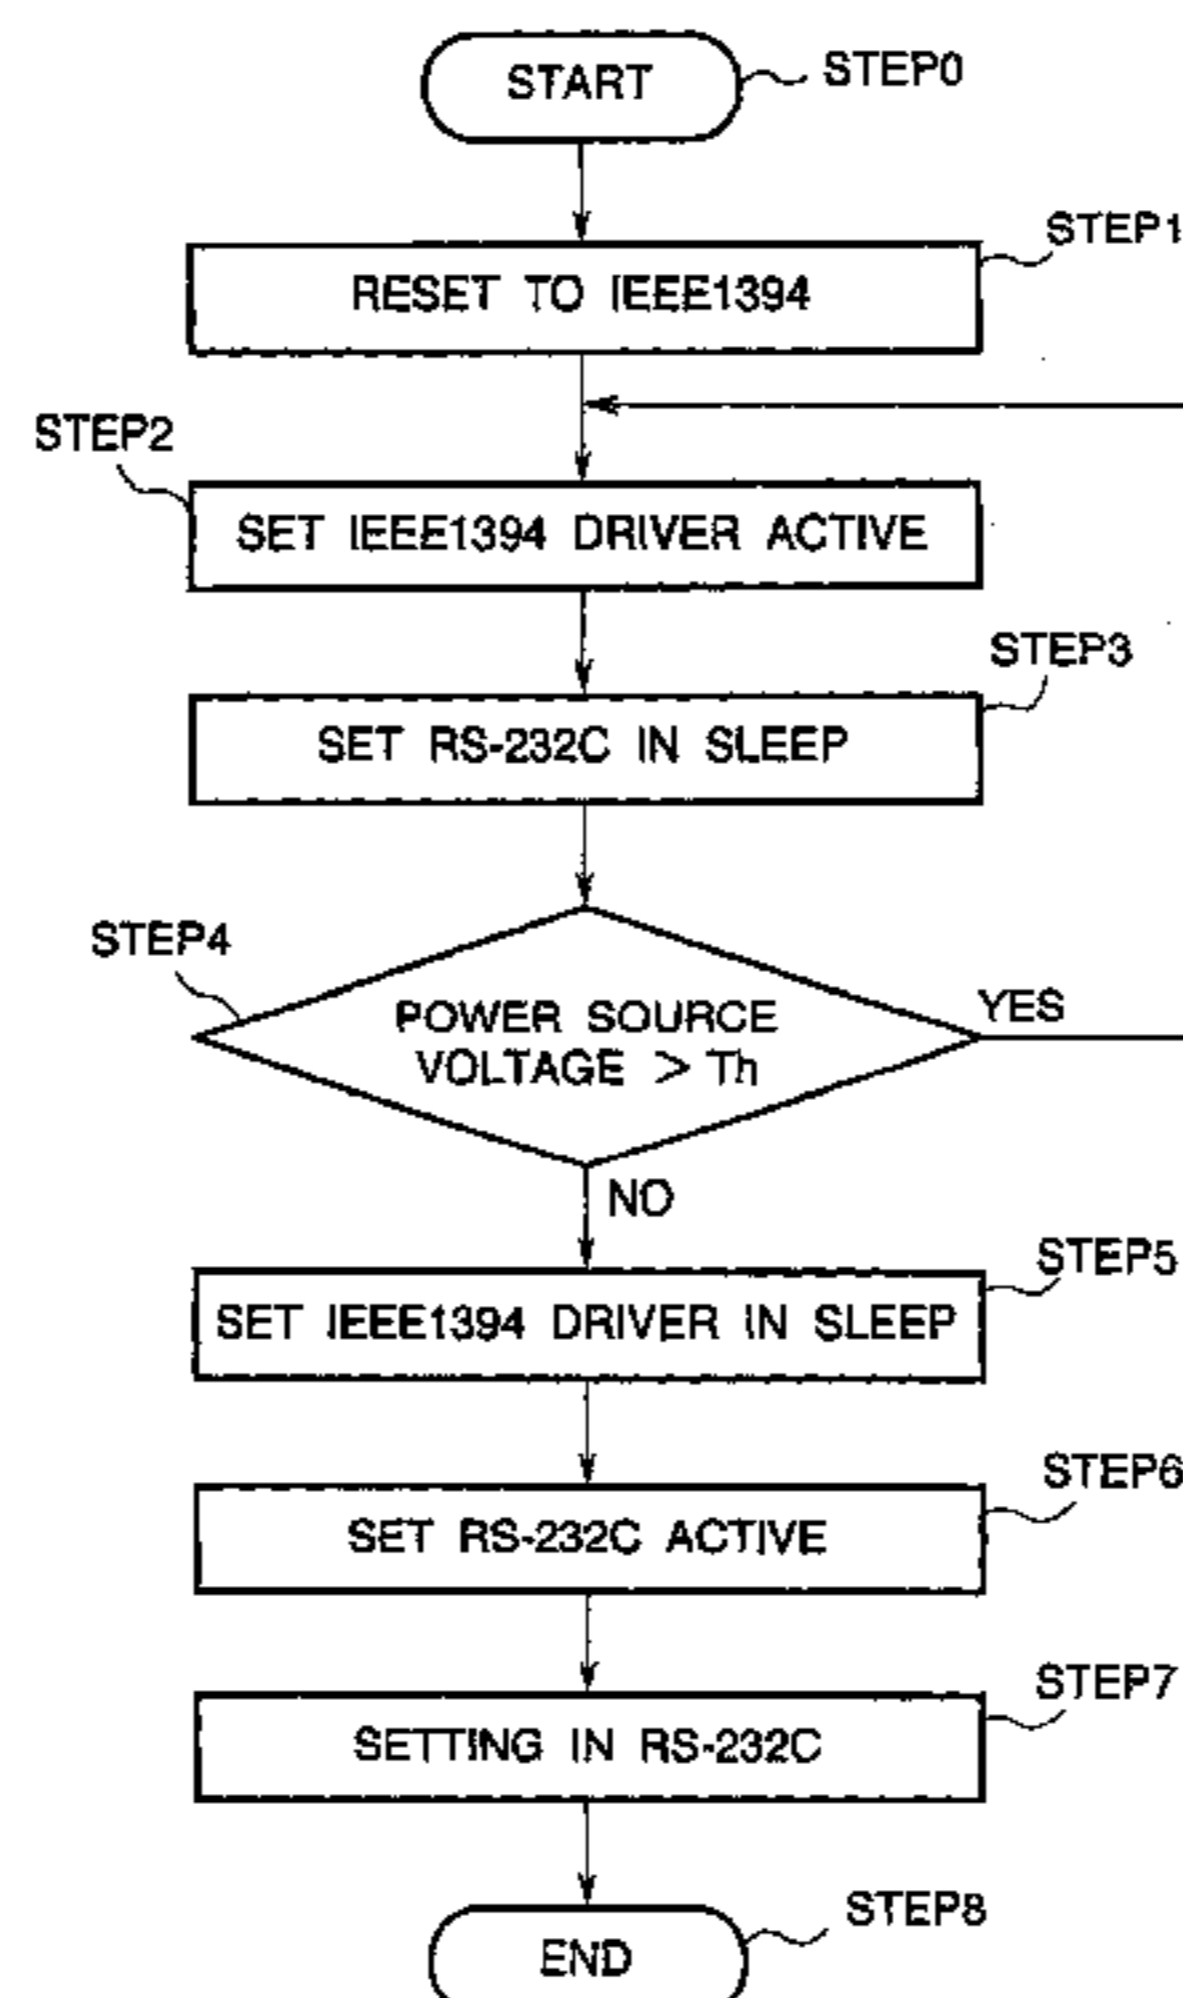 START
STEP0
STEP1
RESET TO IEEE1394
STEP2
SET IEEE1394 DRIVER ACTIVE
STEP3
SET RS-232C IN SLEEP
STEP4
POWER SOURCE
VOLTAGE > Th
YES
NO
STEP5
SET IEEE1394 DRIVER IN SLEEP
STEP6
SET RS-232C ACTIVE
STEP7
SETTING IN RS-232C
STEP8
END